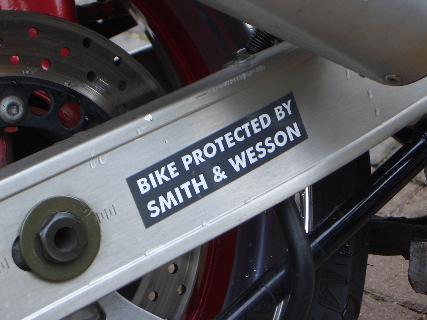 BIKE PROTECTED BY
SMITH & WESSON